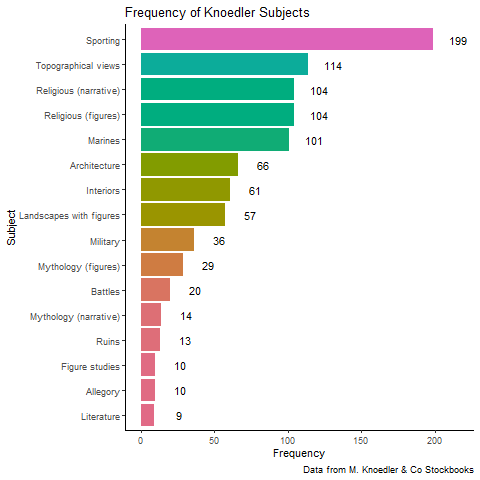 Frequency of Knoedler Subjects
Sporting 199
Topographical views 114
Religious (narrative) 104
Religious (figures) 104
Marines 101
Architecture 66
Interiors 61
Landscapes with figures 57
Military 36
Mythology (figures) 29
Battles 20
Mythology (narrative) 14
Ruins 13
Figure studies 10
Allegory 10
Literature 9
Subject
0 50 100 150 200
Frequency
Data from M. Knoedler & Co Stockbooks